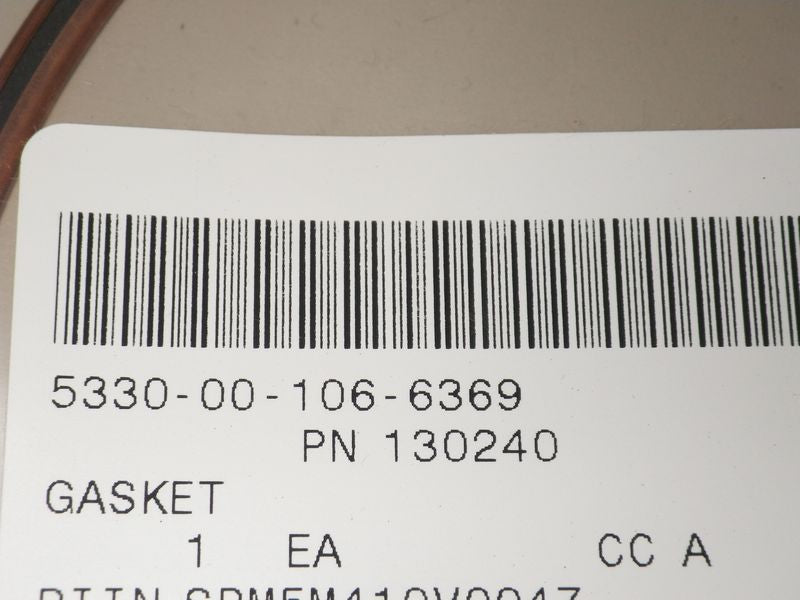 5330-00-106-6369
PN 130240
GASKET
1 EA CC A